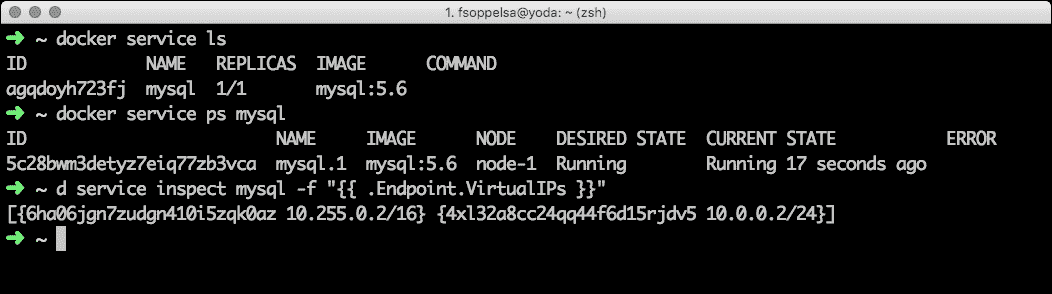 1. fsoppelsa@yoda: ~ (zsh)
➜ ~ docker service ls
ID NAME REPLICAS IMAGE COMMAND
agqdoyh723fj mysql 1/1 mysql:5.6
➜ ~ docker service ps mysql
ID NAME IMAGE NODE DESIRED STATE CURRENT STATE ERROR
5c28bwm3detyz7eiq77zb3vca mysql.1 mysql:5.6 node-1 Running Running 17 seconds ago
➜ ~ d service inspect mysql -f "{{ .Endpoint.VirtualIPs }}"
[{6ha06jgn7zudgn410i5zqk0az 10.255.0.2/16} {4xl32a8cc24qq44f6d15rjdv5 10.0.0.2/24}]
➜ ~